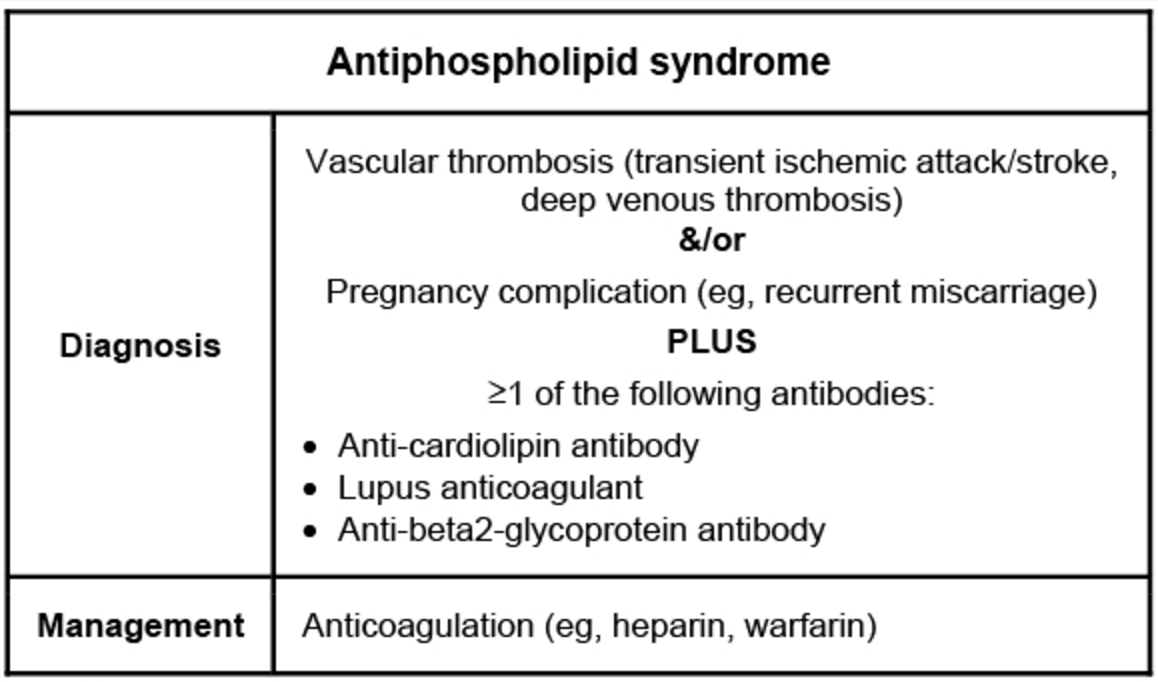 Antiphospholipid syndrome
Diagnosis
Vascular thrombosis (transient ischemic attack/stroke,
deep venous thrombosis)
&/or
Pregnancy complication (eg, recurrent miscarriage)
PLUS
≥1 of the following antibodies:
• Anti-cardiolipin antibody
• Lupus anticoagulant
• Anti-beta2-glycoprotein antibody
Management
Anticoagulation (eg, heparin, warfarin)